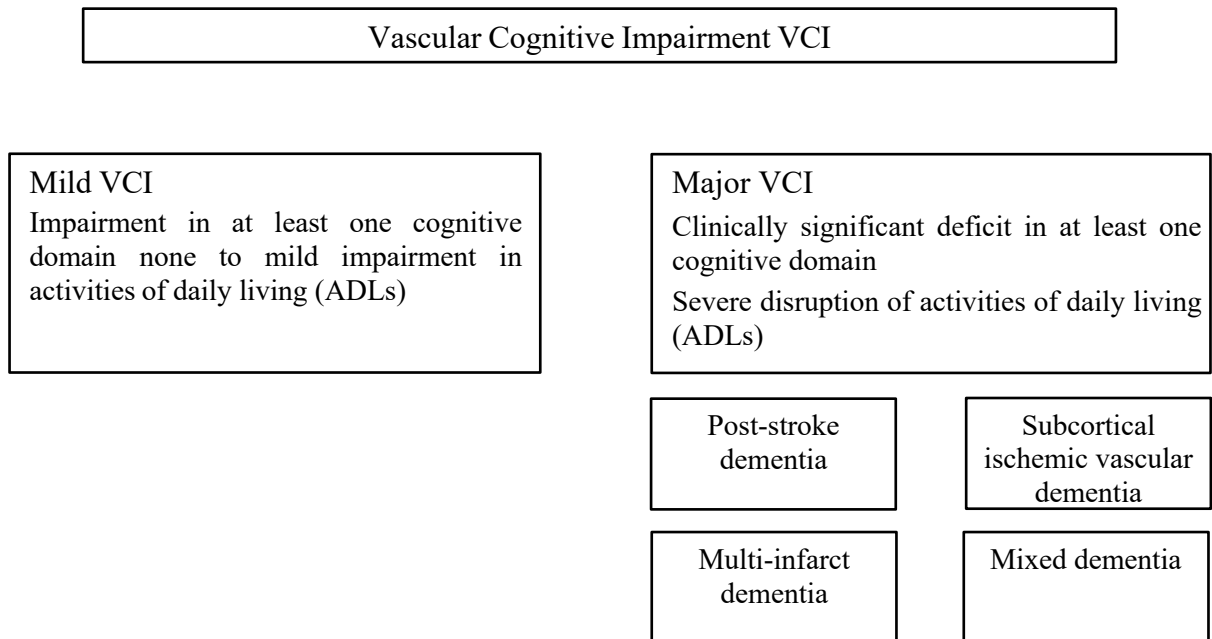 Vascular Cognitive Impairment VCI
Mild VCI
Impairment in at least one cognitive
domain none to mild impairment in
activities of daily living (ADLs)
Major VCI
Clinically significant deficit in at least one
cognitive domain
Severe disruption of activities of daily living
(ADLs)
Post-stroke
dementia
Subcortical
ischemic vascular
dementia
Multi-infarct
dementia
Mixed dementia